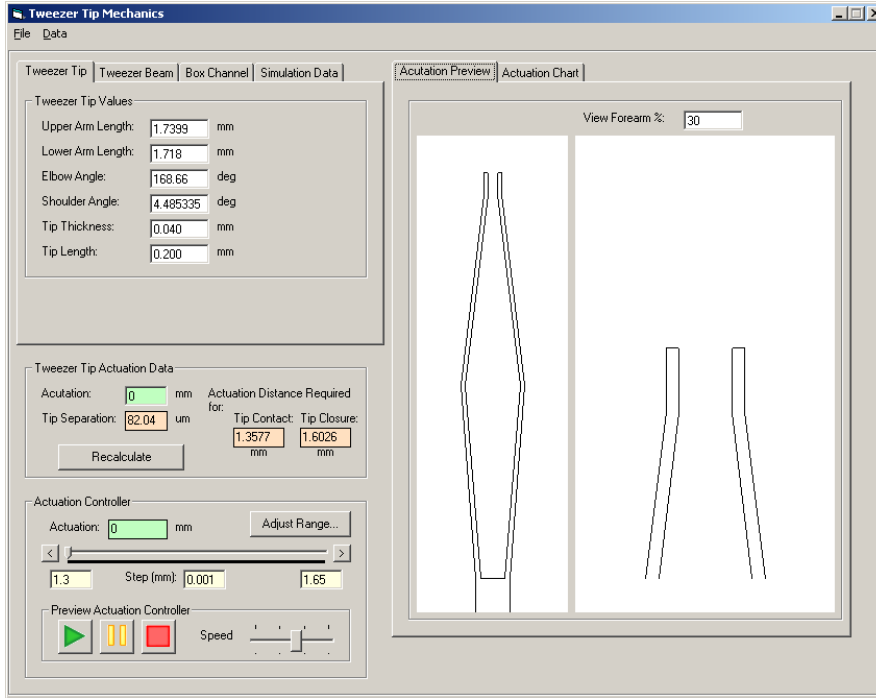 Tweezer Tip Mechanics
File Data
Tweezer Tip Tweezer Beam Box Channel Simulation Data
Tweezer Tip Values
Upper Arm Length: 1.7399 mm
Lower Arm Length: 1.718 mm
Elbow Angle: 168.66 deg
Shoulder Angle: 4.485335 deg
Tip Thickness: 0.040 mm
Tip Length: 0.200 mm
Tweezer Tip Actuation Data
Acutation: 0 mm
Tip Separation: 82.04 um
Actuation Distance Required
for:
Tip Contact: Tip Closure:
1.3577 1.6026
mm mm
Recalculate
Actuation Controller
Actuation: 0 mm Adjust Range...
< >
1.3 Step (mm): 0.001 1.65
Preview Actuation Controller
Speed
Acutation Preview Actuation Chart
View Forearm %: 30